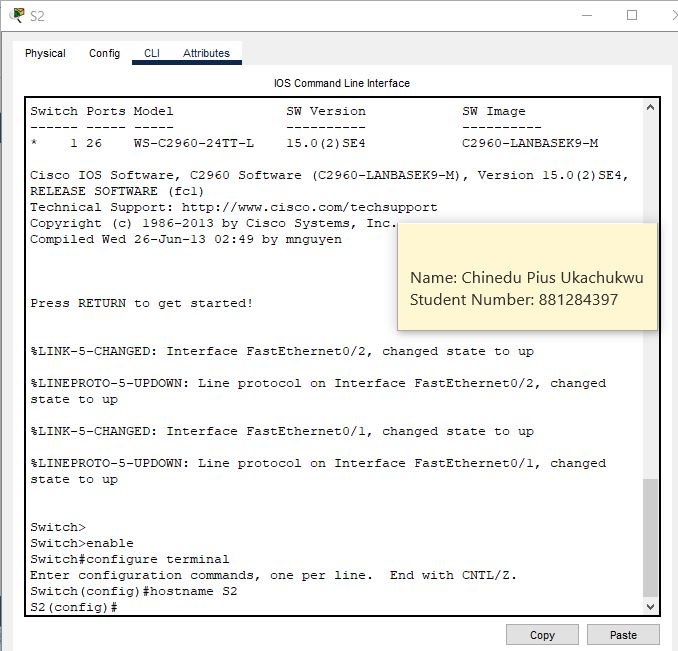 S2
Physical Config CLI Attributes
IOS Command Line Interface
Switch Ports Model SW Version SW Image
------ ----- ----- ---------- ----------
* 1 26 WS-C2960-24TT-L 15.0(2)SE4 C2960-LANBASEK9-M
Cisco IOS Software, C2960 Software (C2960-LANBASEK9-M), Version 15.0(2)SE4,
RELEASE SOFTWARE (fc1)
Technical Support: http://www.cisco.com/techsupport
Copyright (c) 1986-2013 by Cisco Systems, Inc.
Compiled Wed 26-Jun-13 02:49 by mnguyen
Name: Chinedu Pius Ukachukwu
Student Number: 881284397
Press RETURN to get started!
%LINK-5-CHANGED: Interface FastEthernet0/2, changed state to up
%LINEPROTO-5-UPDOWN: Line protocol on Interface FastEthernet0/2, changed
state to up
%LINK-5-CHANGED: Interface FastEthernet0/1, changed state to up
%LINEPROTO-5-UPDOWN: Line protocol on Interface FastEthernet0/1, changed
state to up
Switch>
Switch>enable
Switch#configure terminal
Enter configuration commands, one per line. End with CNTL/Z.
Switch(config)#hostname S2
S2(config)#
Copy Paste